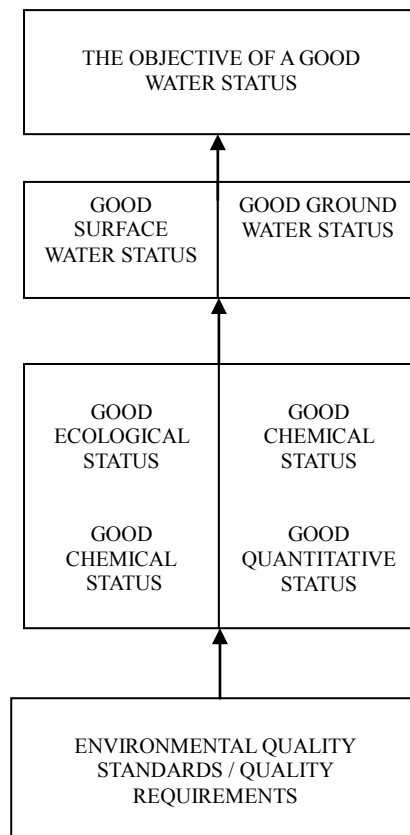 THE OBJECTIVE OF A GOOD
WATER STATUS
GOOD
SURFACE
WATER STATUS
GOOD GROUND
WATER STATUS
GOOD
ECOLOGICAL
STATUS
GOOD
CHEMICAL
STATUS
GOOD
CHEMICAL
STATUS
GOOD
QUANTITATIVE
STATUS
ENVIRONMENTAL QUALITY
STANDARDS / QUALITY
REQUIREMENTS